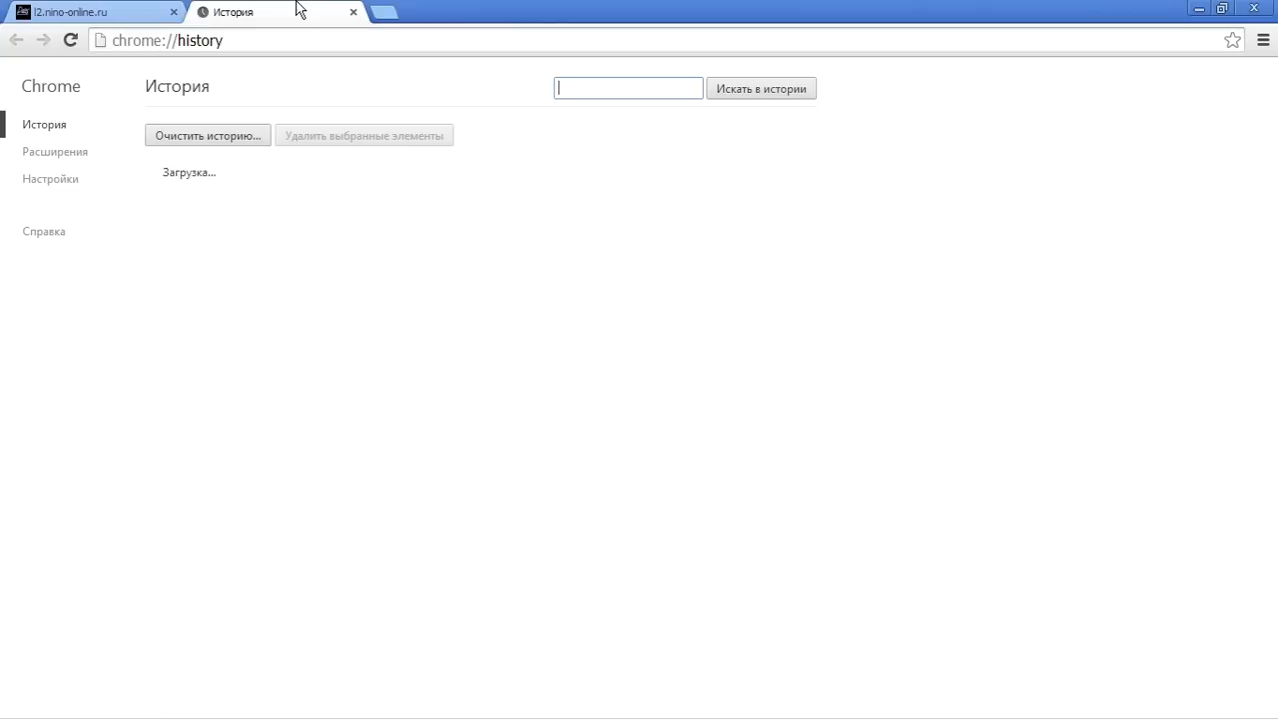 l2.nino-online.ru
История
chrome://history
Chrome
История
Искать в истории
История
Очистить историю...
Удалить выбранные элементы
Расширения
Загрузка...
Настройки
Справка